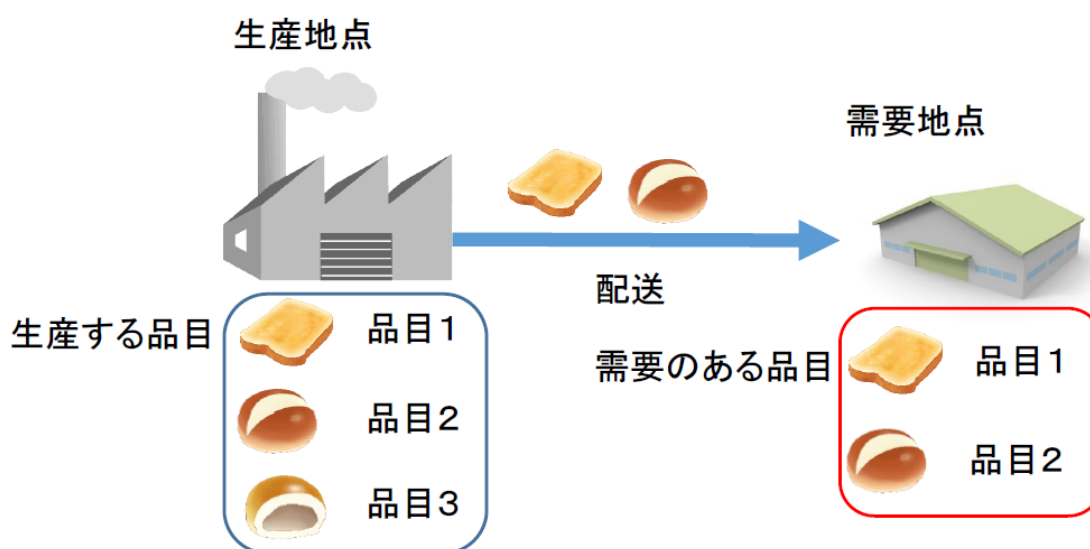 生産地点
需要地点
配送
生産する品目
品目1
品目2
品目3
需要のある品目
品目1
品目2